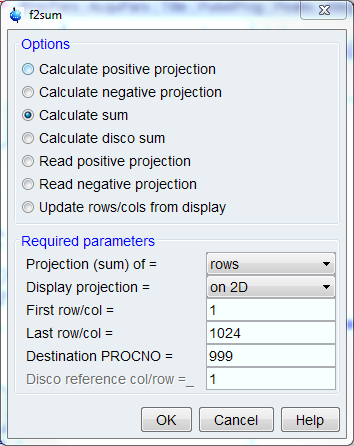 f2sum
Options
Calculate positive projection
Calculate negative projection
Calculate sum
Calculate disco sum
Read positive projection
Read negative projection
Update rows/cols from display
Required parameters
Projection (sum) of = rows
Display projection = on 2D
First row/col = 1
Last row/col = 1024
Destination PROCNO = 999
Disco reference col/row =_ 1
OK Cancel Help